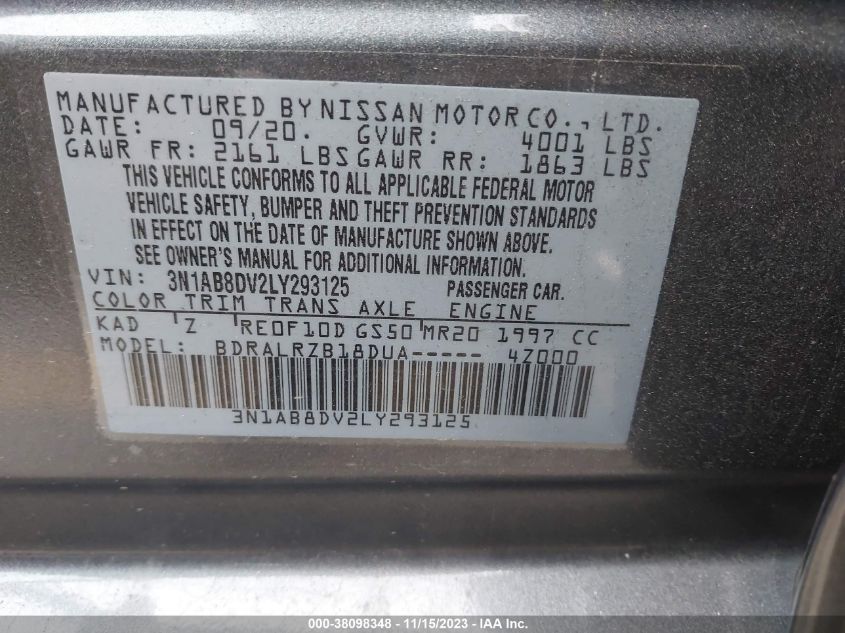 MANUFACTURED BY NISSAN MOTOR CO., LTD.
DATE: 09/20. GVWR: 4001 LBS
GAWR FR: 2161 LBS GAWR RR: 1863 LBS
THIS VEHICLE CONFORMS TO ALL APPLICABLE FEDERAL MOTOR
VEHICLE SAFETY, BUMPER AND THEFT PREVENTION STANDARDS
IN EFFECT ON THE DATE OF MANUFACTURE SHOWN ABOVE.
SEE OWNER'S MANUAL FOR ADDITIONAL INFORMATION.
VIN: 3N1AB8DV2LY293125 PASSENGER CAR.
COLOR TRIM TRANS AXLE ENGINE
KAD Z RE0F10D GS50 MR20 1997 CC
MODEL: BDRALRZB18DUA----- 4Z000
3N1AB8DV2LY293125
000-38098348 - 11/15/2023 - IAA Inc.